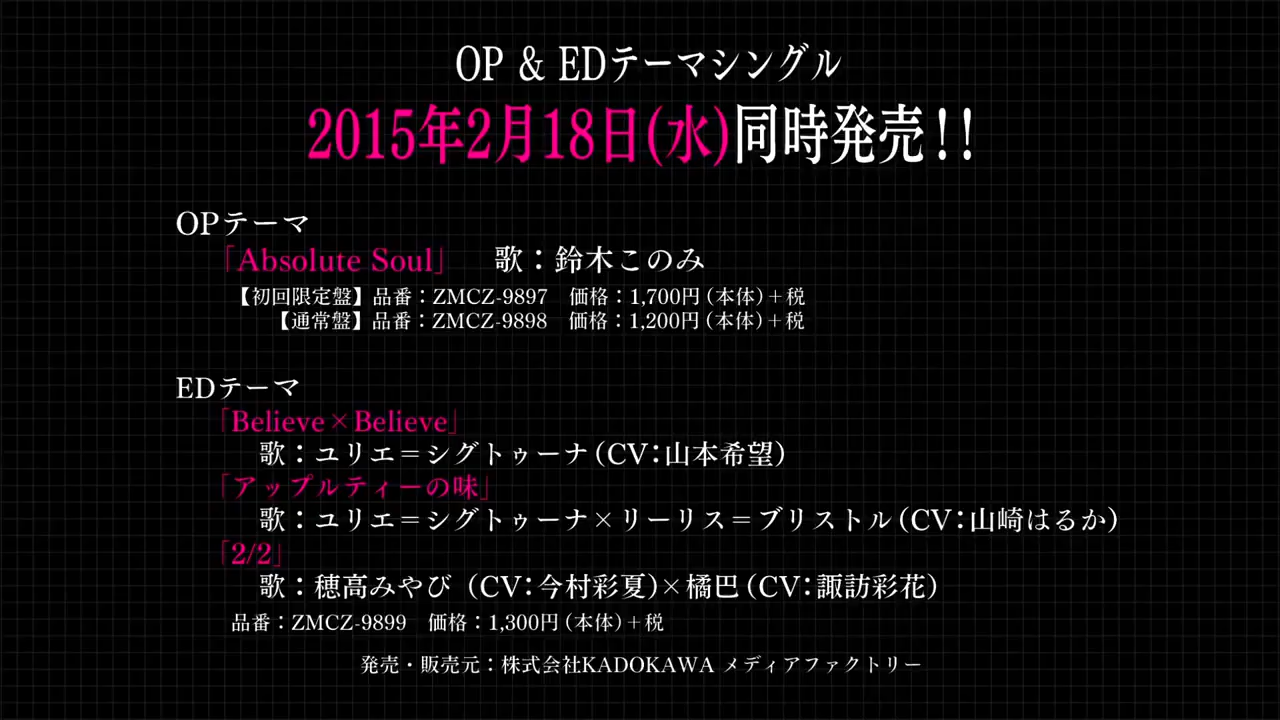 OP & EDテーマシングル
2015年2月18日(水)同時発売!!
OPテーマ
「Absolute Soul」 歌：鈴木このみ
【初回限定盤】品番：ZMCZ-9897 価格：1,700円(本体)＋税
【通常盤】品番：ZMCZ-9898 価格：1,200円(本体)＋税
EDテーマ
「Believe×Believe」
歌：ユリエ＝シグトゥーナ(CV：山本希望)
「アップルティーの味」
歌：ユリエ＝シグトゥーナ×リーリス＝ブリストル(CV：山崎はるか)
「2/2」
歌：穂高みやび (CV：今村彩夏)×橘巴(CV：諏訪彩花)
品番：ZMCZ-9899 価格：1,300円(本体)＋税
発売・販売元：株式会社KADOKAWA メディアファクトリー